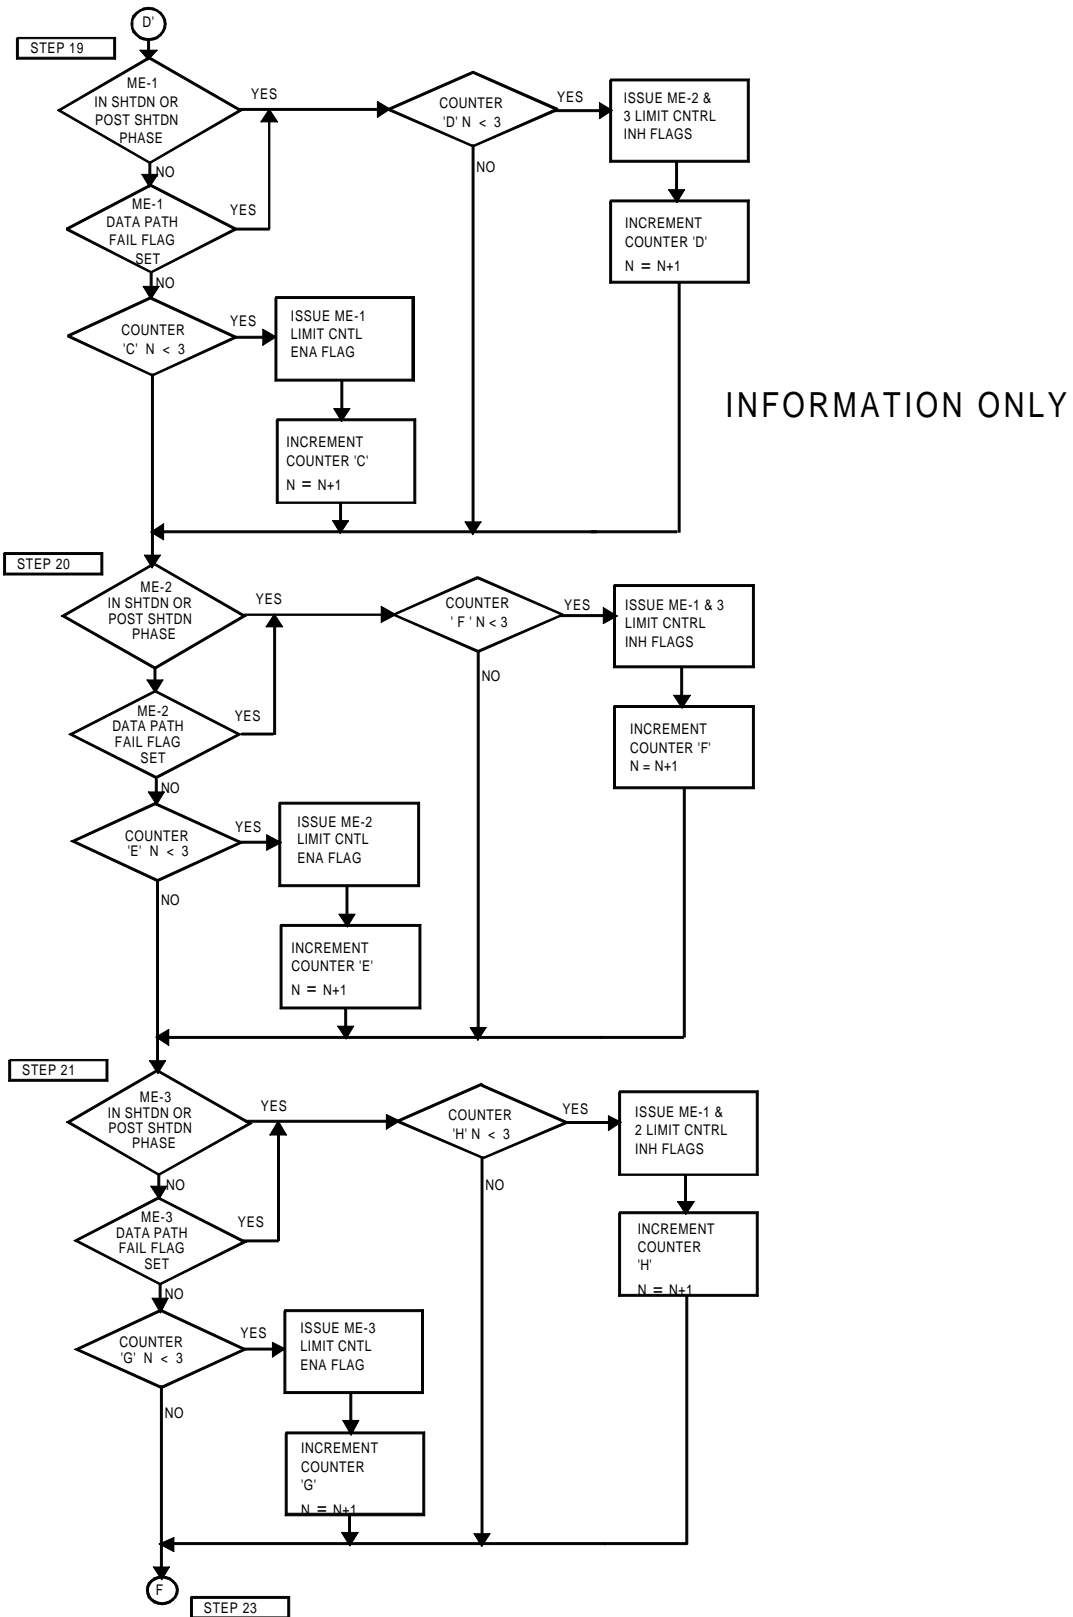 D'
STEP 19
ME-1
IN SHTDN OR
POST SHTDN
PHASE
YES
COUNTER
'D' N < 3
YES
ISSUE ME-2 &
3 LIMIT CNTRL
INH FLAGS
NO
NO
ME-1
DATA PATH
FAIL FLAG
SET
YES
INCREMENT
COUNTER 'D'
N = N+1
NO
COUNTER
'C' N < 3
YES
ISSUE ME-1
LIMIT CNTL
ENA FLAG
INFORMATION ONLY
INCREMENT
COUNTER 'C'
N = N+1
STEP 20
ME-2
IN SHTDN OR
POST SHTDN
PHASE
YES
COUNTER
' F ' N < 3
YES
ISSUE ME-1 & 3
LIMIT CNTRL
INH FLAGS
NO
ME-2
DATA PATH
FAIL FLAG
SET
YES
INCREMENT
COUNTER 'F'
N = N+1
NO
COUNTER
'E' N < 3
YES
ISSUE ME-2
LIMIT CNTL
ENA FLAG
NO
INCREMENT
COUNTER 'E'
N = N+1
STEP 21
ME-3
IN SHTDN OR
POST SHTDN
PHASE
YES
COUNTER
'H' N < 3
YES
ISSUE ME-1 &
2 LIMIT CNTRL
INH FLAGS
NO
NO
ME-3
DATA PATH
FAIL FLAG
SET
YES
INCREMENT
COUNTER
'H'
N = N+1
NO
COUNTER
'G' N < 3
YES
ISSUE ME-3
LIMIT CNTL
ENA FLAG
NO
INCREMENT
COUNTER
'G'
N = N+1
F
STEP 23